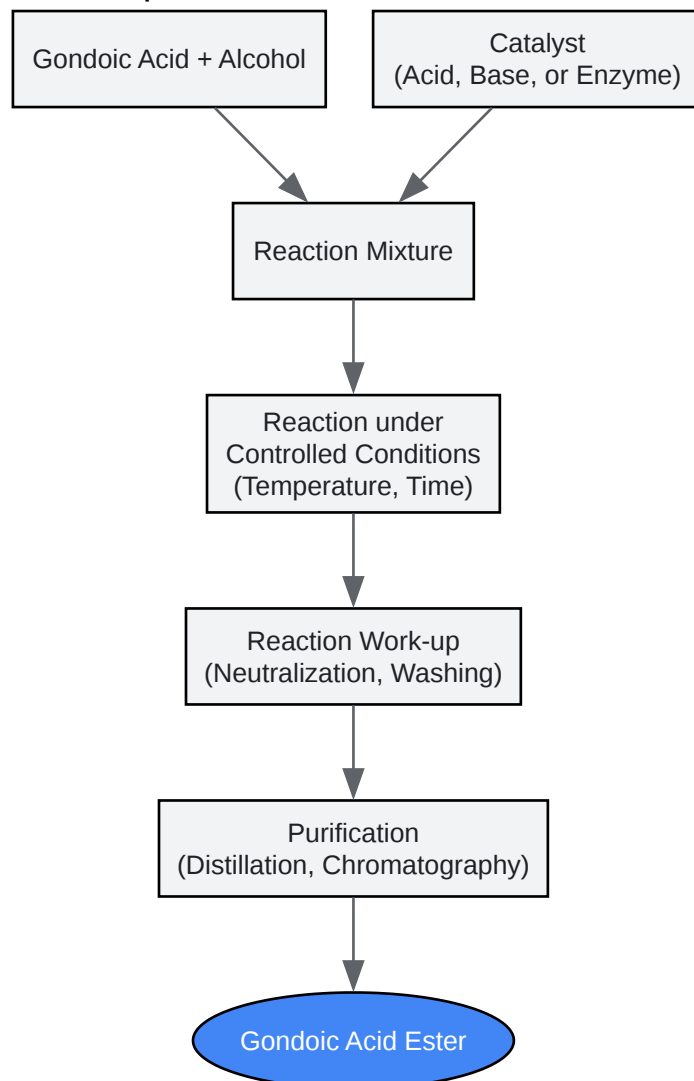 Gondoic Acid + Alcohol
Catalyst
(Acid, Base, or Enzyme)
Reaction Mixture
Reaction under
Controlled Conditions
(Temperature, Time)
Reaction Work-up
(Neutralization, Washing)
Purification
(Distillation, Chromatography)
Gondoic Acid Ester